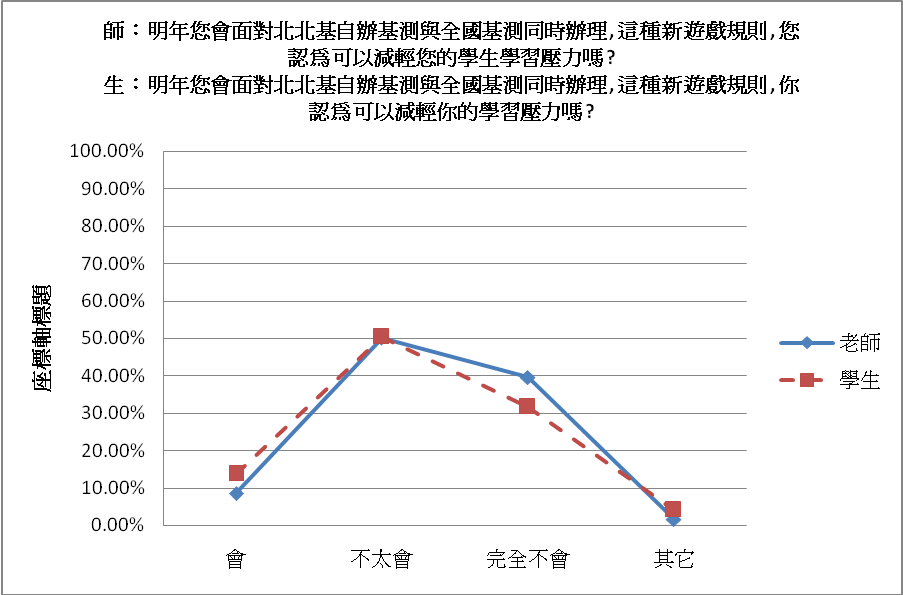 師：明年您會面對北北基自辦基測與全國基測同時辦理,這種新遊戲規則,您
認為可以減輕您的學生學習壓力嗎?
生：明年您會面對北北基自辦基測與全國基測同時辦理,這種新遊戲規則,你
認為可以減輕你的學習壓力嗎?
100.00%
90.00%
80.00%
70.00%
60.00%
50.00%
40.00%
30.00%
20.00%
10.00%
0.00%
座標軸標題
會
不太會
完全不會
其它
老師
學生